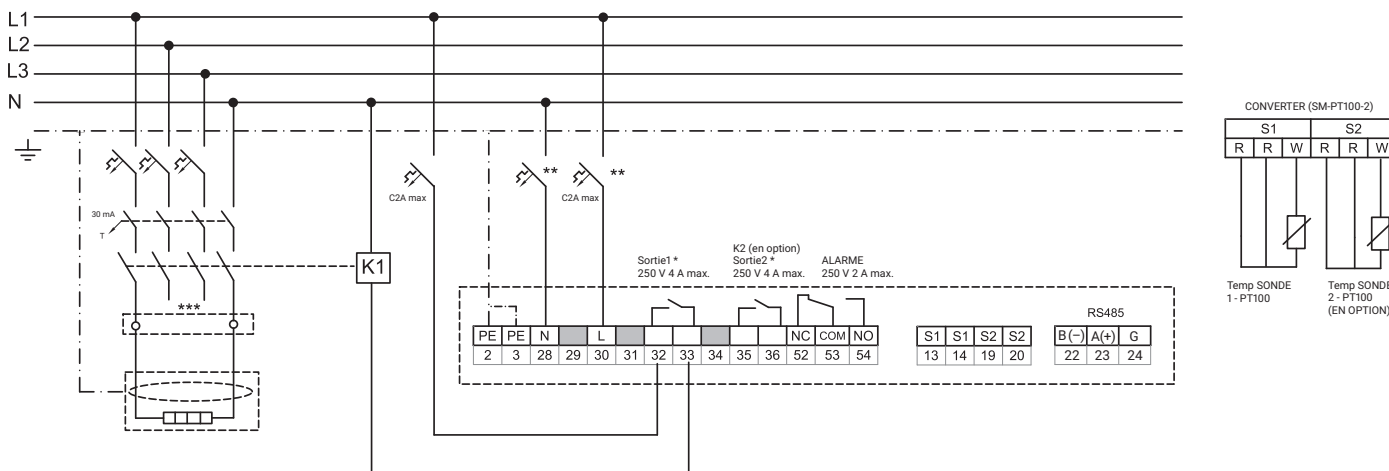 L1
L2
L3
N
CONVERTER (SM-PT100-2)
S1 S2
R R W R R W
** **
C2A max C2A max
30 mA
T
K1
K2 (en option)
Sortie1 * Sortie2 * ALARME
250 V 4 A max. 250 V 4 A max. 250 V 2 A max.
Temp SONDE
1 - PT100
Temp SONDE
2 - PT100
(EN OPTION)
***
RS485
PE PE N L NC COM NO S1 S1 S2 S2 B(−) A(+) G
2 3 28 29 30 31 32 33 34 35 36 52 53 54 13 14 19 20 22 23 24